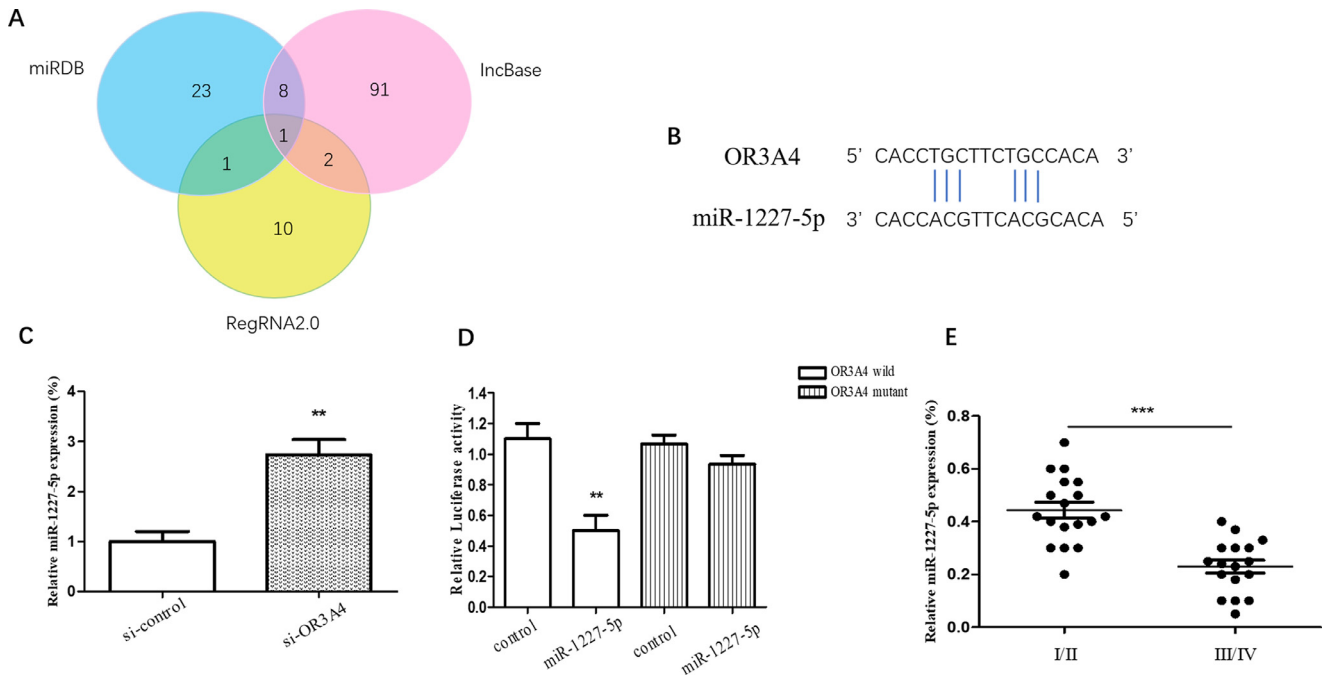 A
miRDB
lncBase
23
8
91
1
1
2
10
RegRNA2.0
B
OR3A4 5’ CACCTGCTTCTGCCACA 3’
miR-1227-5p 3’ CACCACGTTCACGCACA 5’
C
Relative miR-1227-5p expression (%)
4
3
2
1
0
**
si-control
si-OR3A4
D
OR3A4 wild
OR3A4 mutant
Relative Luciferase activity
1.4
1.2
1.0
0.8
0.6
0.4
0.2
0.0
**
control
miR-1227-5p
control
miR-1227-5p
E
Relative miR-1227-5p expression (%)
0.8
0.6
0.4
0.2
0.0
***
I/II
III/IV